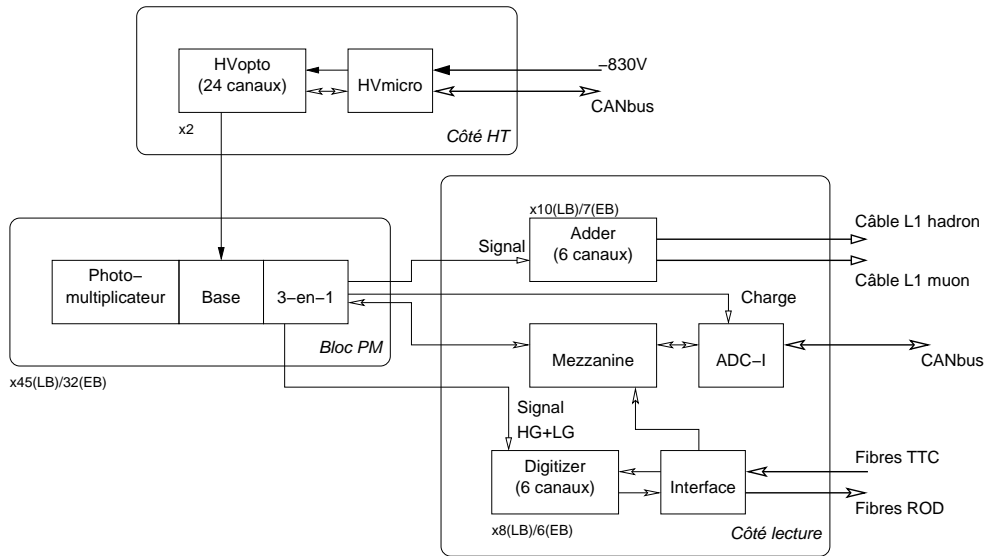 HVopto
(24 canaux)
HVmicro
−830V
CANbus
x2
Côté HT
x10(LB)/7(EB)
Adder
(6 canaux)
Câble L1 hadron
Câble L1 muon
Signal
Photo−
multiplicateur
Base
3−en−1
Charge
Bloc PM
Mezzanine
ADC−I
CANbus
x45(LB)/32(EB)
Signal
HG+LG
Digitizer
(6 canaux)
Interface
Fibres TTC
Fibres ROD
x8(LB)/6(EB)
Côté lecture